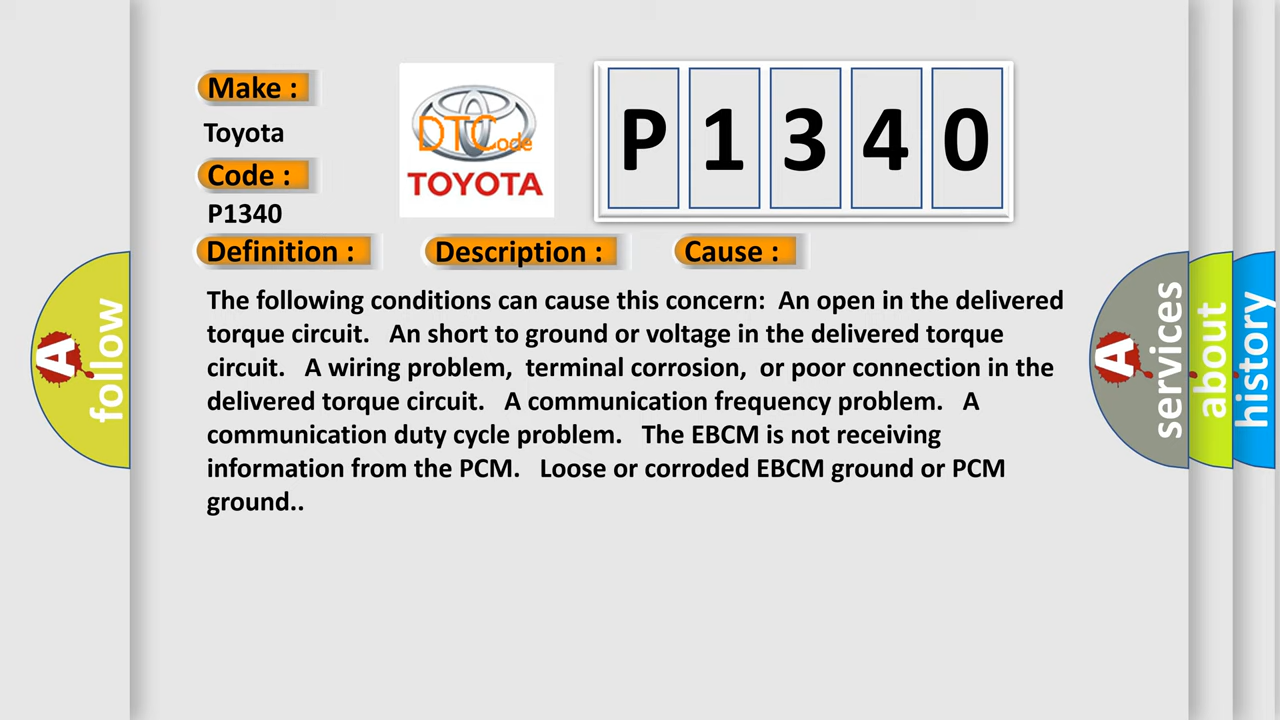 Make :
Toyota
Code :
P1340
DTCode
TOYOTA
P 1 3 4 0
Definition :
Description :
Cause :
The following conditions can cause this concern: An open in the delivered
torque circuit. An short to ground or voltage in the delivered torque
circuit. A wiring problem, terminal corrosion, or poor connection in the
delivered torque circuit. A communication frequency problem. A
communication duty cycle problem. The EBCM is not receiving
information from the PCM. Loose or corroded EBCM ground or PCM
ground..
A
follow
A
services
about
history